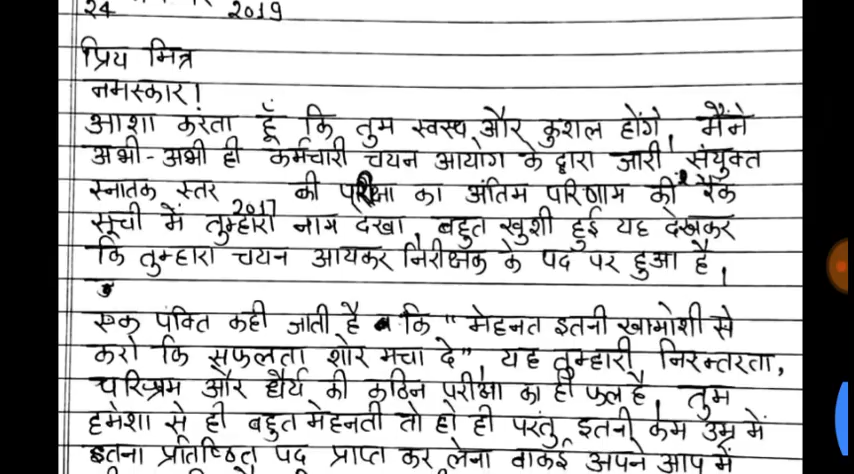 24 2019
प्रिय मित्र
नमस्कार!
आशा करता हूँ कि तुम स्वस्थ और कुशल होंगे, मैंने
अभी-अभी ही कर्मचारी चयन आयोग के द्वारा जारी संयुक्त
स्नातक स्तर की परीक्षा का अंतिम परिणाम की रैंक
2017
सूची में तुम्हारा नाम देखा, बहुत खुशी हुई यह देखकर
कि तुम्हारा चयन आयकर निरीक्षक के पद पर हुआ है,
एक पंक्ति कही जाती है कि "मेहनत इतनी खामोशी से
करो कि सफलता शोर मचा दे", यह तुम्हारी निरन्तरता,
परिश्रम और धैर्य की कठिन परीक्षा का ही फल है, तुम
हमेशा से ही बहुत मेहनती तो हो ही परंतु इतनी कम उम्र में
इतना प्रतिष्ठित पद प्राप्त कर लेना वाकई अपने आप में